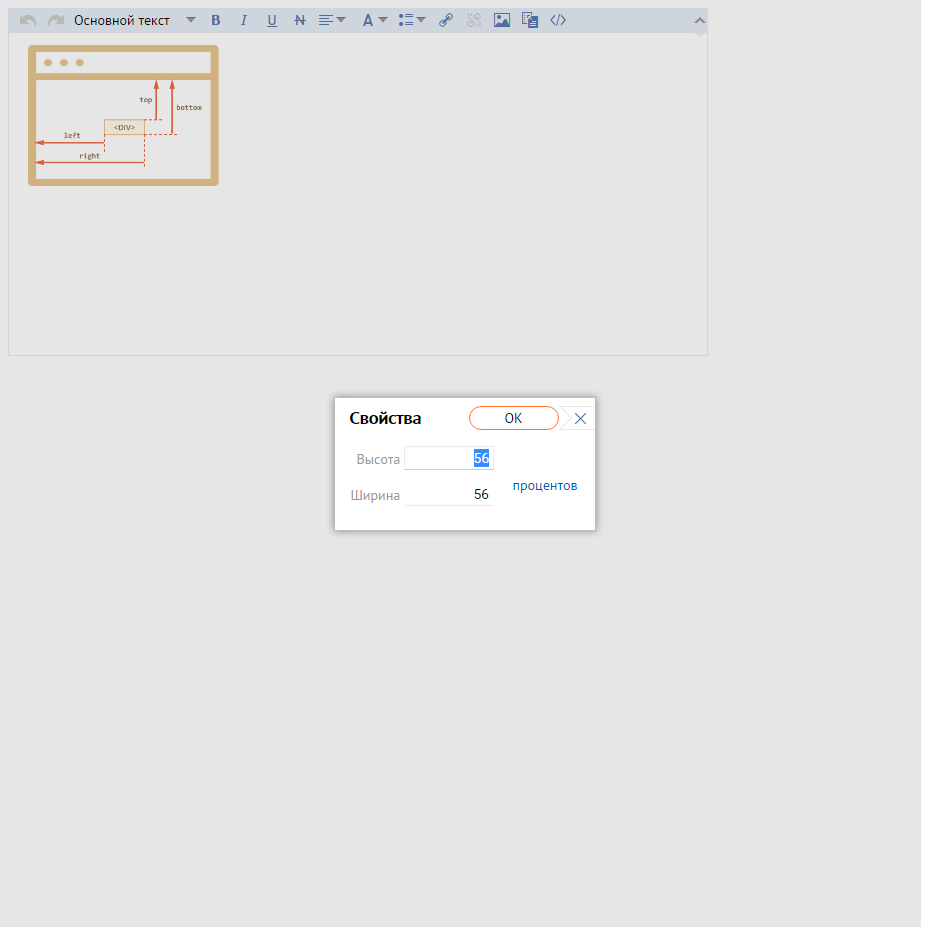 Основной текст B I U N A </>
top
bottom
<DIV>
left
right
Свойства OK
Высота 56
процентов
Ширина 56